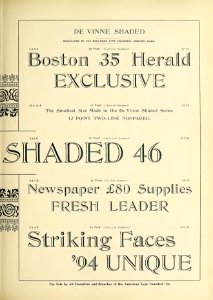 DE VINNE SHADED
Boston 35 Herald
EXCLUSIVE
The Smallest Size Made in the De Vinne Shaded Series
12 POINT TWO-LINE NONPAREIL
SHADED 46
Newspaper £80 Supplies
FRESH LEADER
Striking Faces
'94 UNIQUE
For Sale by All Foundries and Branches of the American Type Founders' Co.